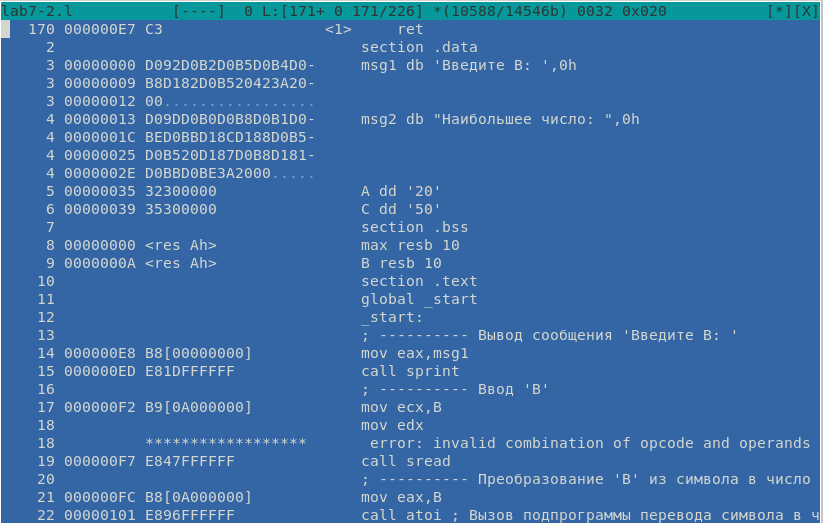 lab7-2.l [----] 0 L:[171+ 0 171/226] *(10588/14546b) 0032 0x020 [*][X]
170 000000E7 C3 <1> ret
2 section .data
3 00000000 D092D0B2D0B5D0B4D0- msg1 db 'Введите B: ',0h
3 00000009 B8D182D0B520423A20-
3 00000012 00.................
4 00000013 D09DD0B0D0B8D0B1D0- msg2 db "Наибольшее число: ",0h
4 0000001C BED0BBD18CD188D0B5-
4 00000025 D0B520D187D0B8D181-
4 0000002E D0BBD0BE3A2000.....
5 00000035 32300000 A dd '20'
6 00000039 35300000 C dd '50'
7 section .bss
8 00000000 <res Ah> max resb 10
9 0000000A <res Ah> B resb 10
10 section .text
11 global _start
12 _start:
13 ; ---------- Вывод сообщения 'Введите B: '
14 000000E8 B8[00000000] mov eax,msg1
15 000000ED E81DFFFFFF call sprint
16 ; ---------- Ввод 'B'
17 000000F2 B9[0A000000] mov ecx,B
18 mov edx
18 ****************** error: invalid combination of opcode and operands
19 000000F7 E847FFFFFF call sread
20 ; ---------- Преобразование 'B' из символа в число
21 000000FC B8[0A000000] mov eax,B
22 00000101 E896FFFFFF call atoi ; Вызов подпрограммы перевода символа в ч